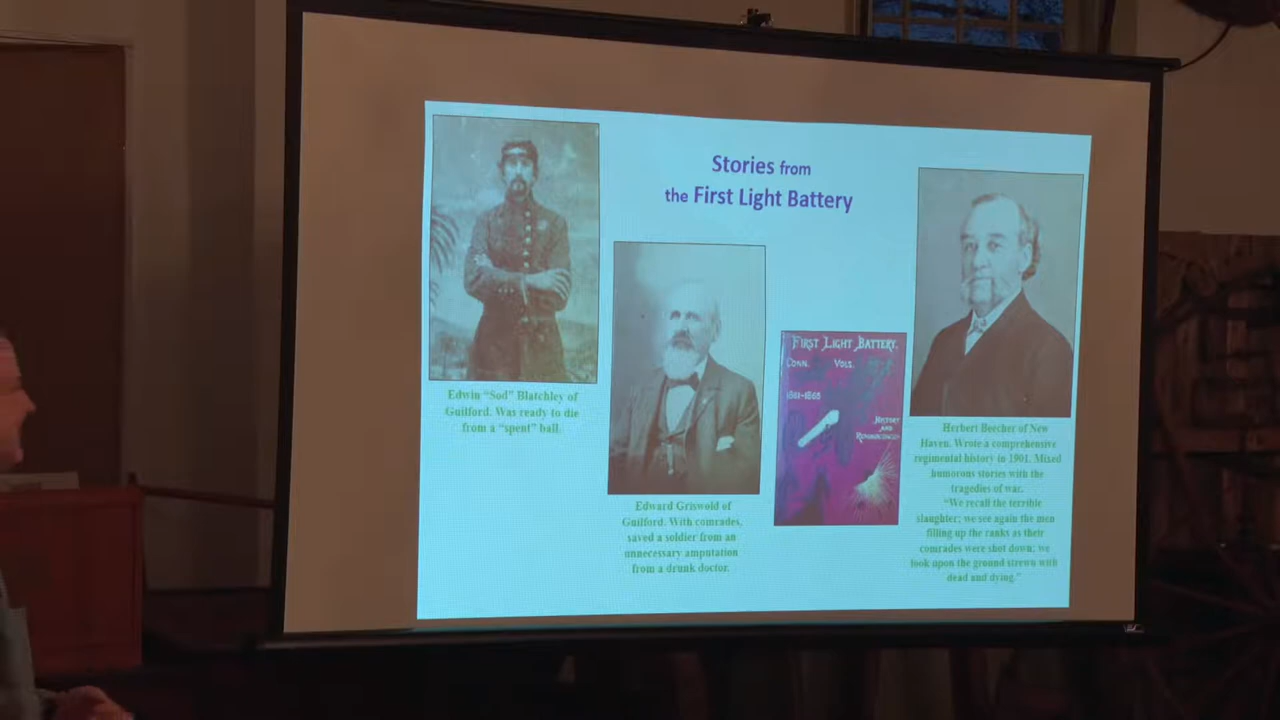 Stories from
the First Light Battery
Edwin "Sod" Blatchley of
Guilford. Was ready to die
from a "spent" ball.
Edward Griswold of
Guilford. With comrades,
saved a soldier from an
unnecessary amputation
from a drunk doctor.
FIRST LIGHT BATTERY.
CONN. VOLS.
1861-1865
HISTORY
AND
REMINISCENCES
Herbert Beecher of New
Haven. Wrote a comprehensive
regimental history in 1901. Mixed
humorous stories with the
tragedies of war.
"We recall the terrible
slaughter; we see again the men
filling up the ranks as their
comrades were shot down; we
look upon the ground strewn with
dead and dying."